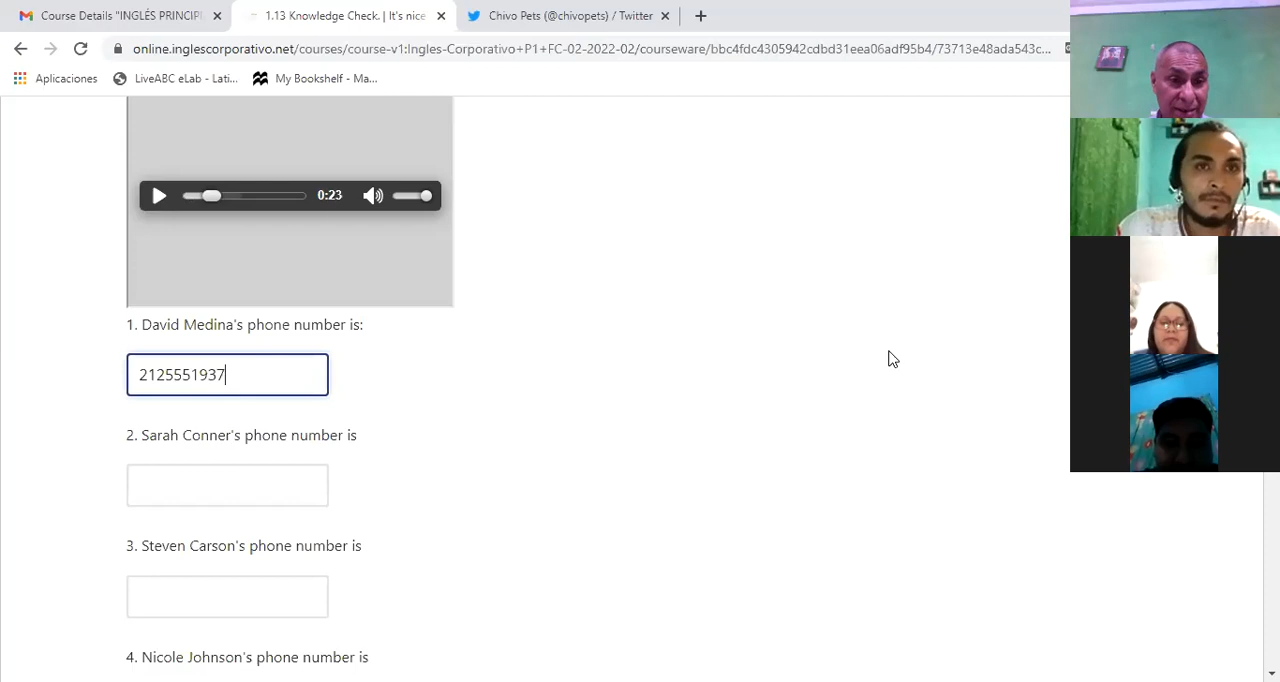 Course Details "INGLÉS PRINCIPI
1.13 Knowledge Check. | It's nice
Chivo Pets (@chivopets) / Twitter
online.inglescorporativo.net/courses/course-v1:Ingles-Corporativo+P1+FC-02-2022-02/courseware/bbc4fdc4305942cdbd31eea06adf95b4/73713e48ada543c...
Aplicaciones
LiveABC eLab - Lati...
My Bookshelf - Ma...
0:23
1. David Medina's phone number is:
2125551937
2. Sarah Conner's phone number is
3. Steven Carson's phone number is
4. Nicole Johnson's phone number is